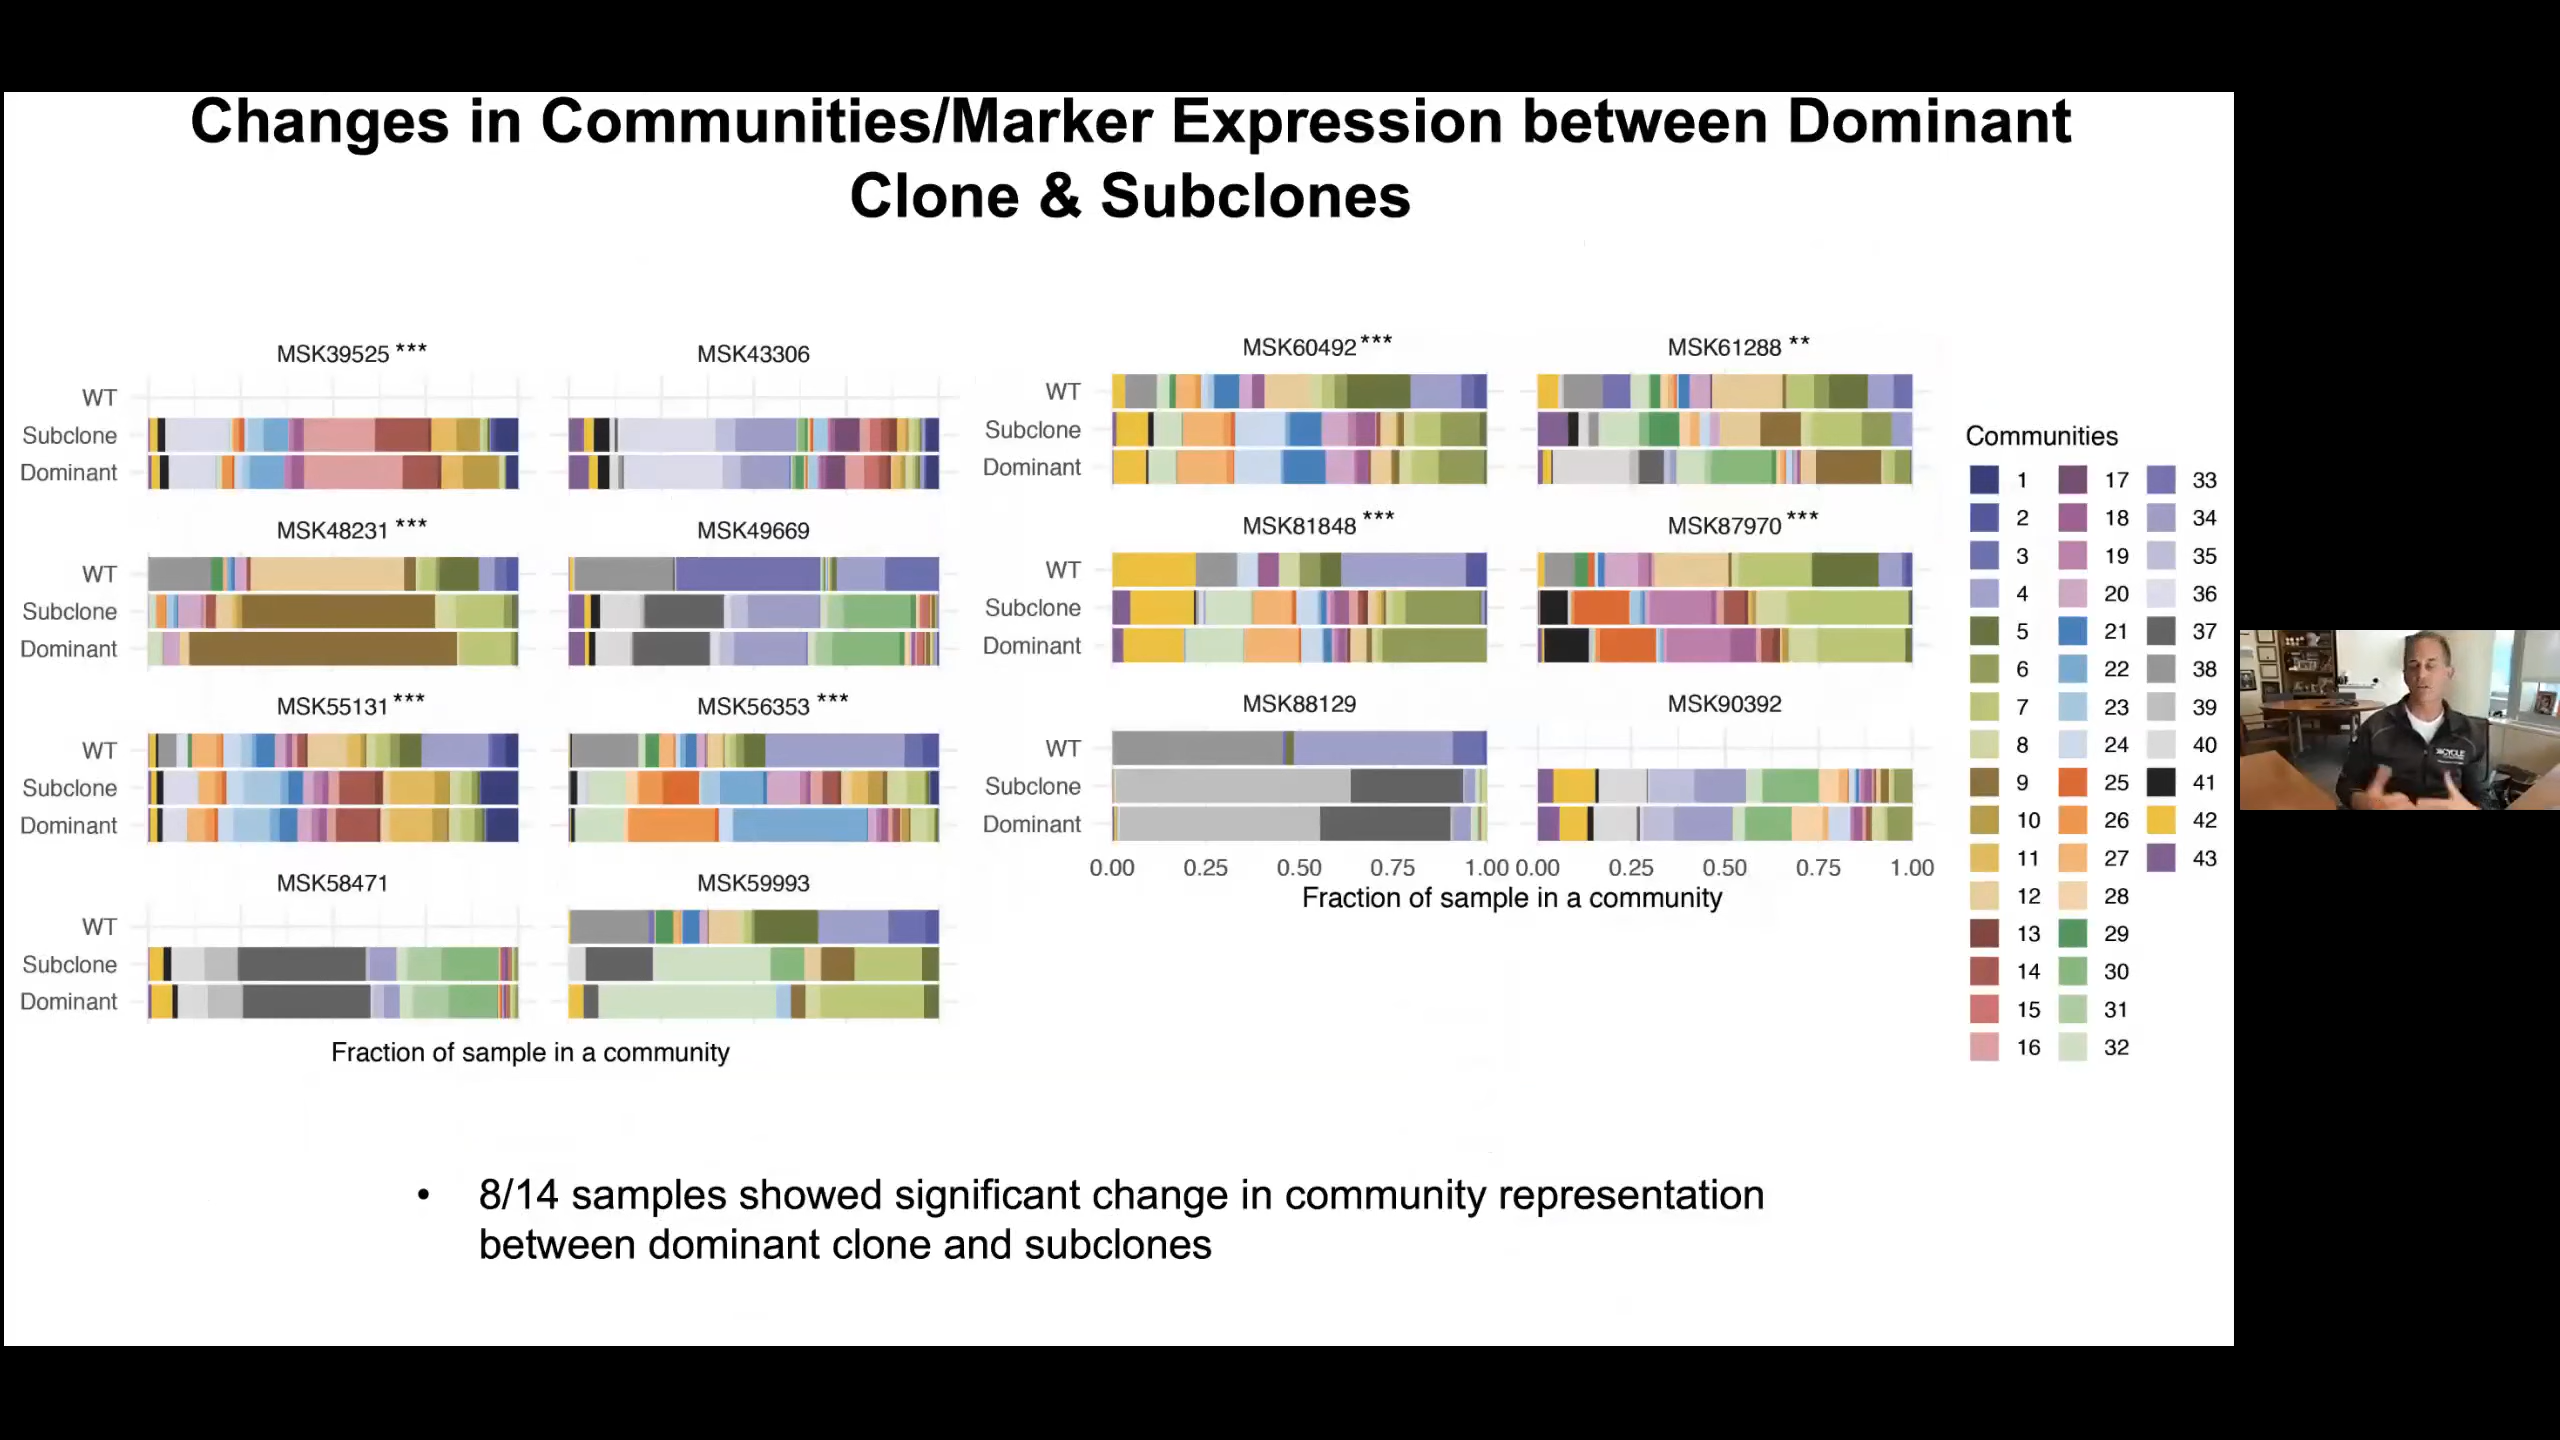 Changes in Communities/Marker Expression between Dominant
Clone & Subclones
MSK39525 ***
MSK43306
WT
Subclone
Dominant
MSK48231 ***
MSK49669
WT
Subclone
Dominant
MSK55131 ***
MSK56353 ***
WT
Subclone
Dominant
MSK58471
MSK59993
WT
Subclone
Dominant
Fraction of sample in a community
MSK60492 ***
MSK61288 **
WT
Subclone
Dominant
MSK81848 ***
MSK87970 ***
WT
Subclone
Dominant
MSK88129
MSK90392
WT
Subclone
Dominant
0.00 0.25 0.50 0.75 1.00 0.00 0.25 0.50 0.75 1.00
Fraction of sample in a community
Communities
1 17 33
2 18 34
3 19 35
4 20 36
5 21 37
6 22 38
7 23 39
8 24 40
9 25 41
10 26 42
11 27 43
12 28
13 29
14 30
15 31
16 32
• 8/14 samples showed significant change in community representation
between dominant clone and subclones